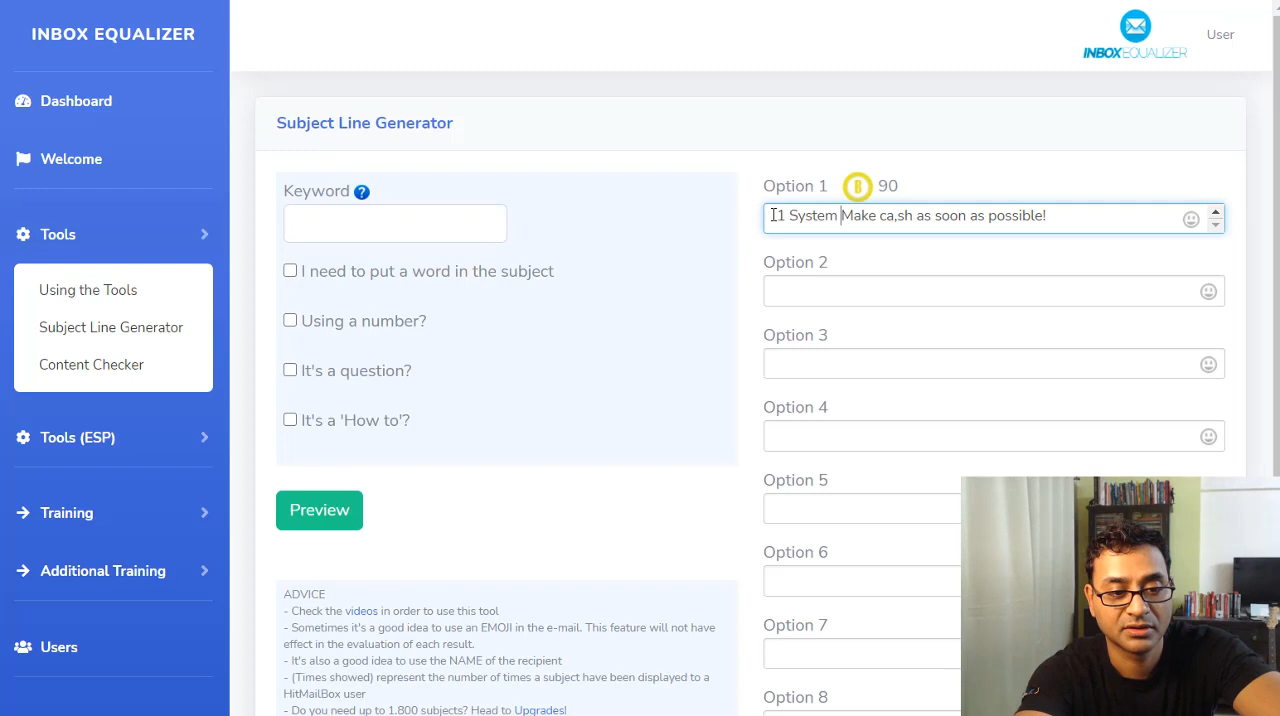 INBOX EQUALIZER
Dashboard
Welcome
Tools
Using the Tools
Subject Line Generator
Content Checker
Tools (ESP)
Training
Additional Training
Users
INBOXEQUALIZER
User
Subject Line Generator
Keyword ?
I need to put a word in the subject
Using a number?
It's a question?
It's a 'How to'?
Preview
ADVICE
- Check the videos in order to use this tool
- Sometimes it's a good idea to use an EMOJI in the e-mail. This feature will not have
effect in the evaluation of each result.
- It's also a good idea to use the NAME of the recipient
- (Times showed) represent the number of times a subject have been displayed to a
HitMailBox user
- Do you need up to 1.800 subjects? Head to Upgrades!
Option 1 B 90
1 System Make ca,sh as soon as possible!
Option 2
Option 3
Option 4
Option 5
Option 6
Option 7
Option 8